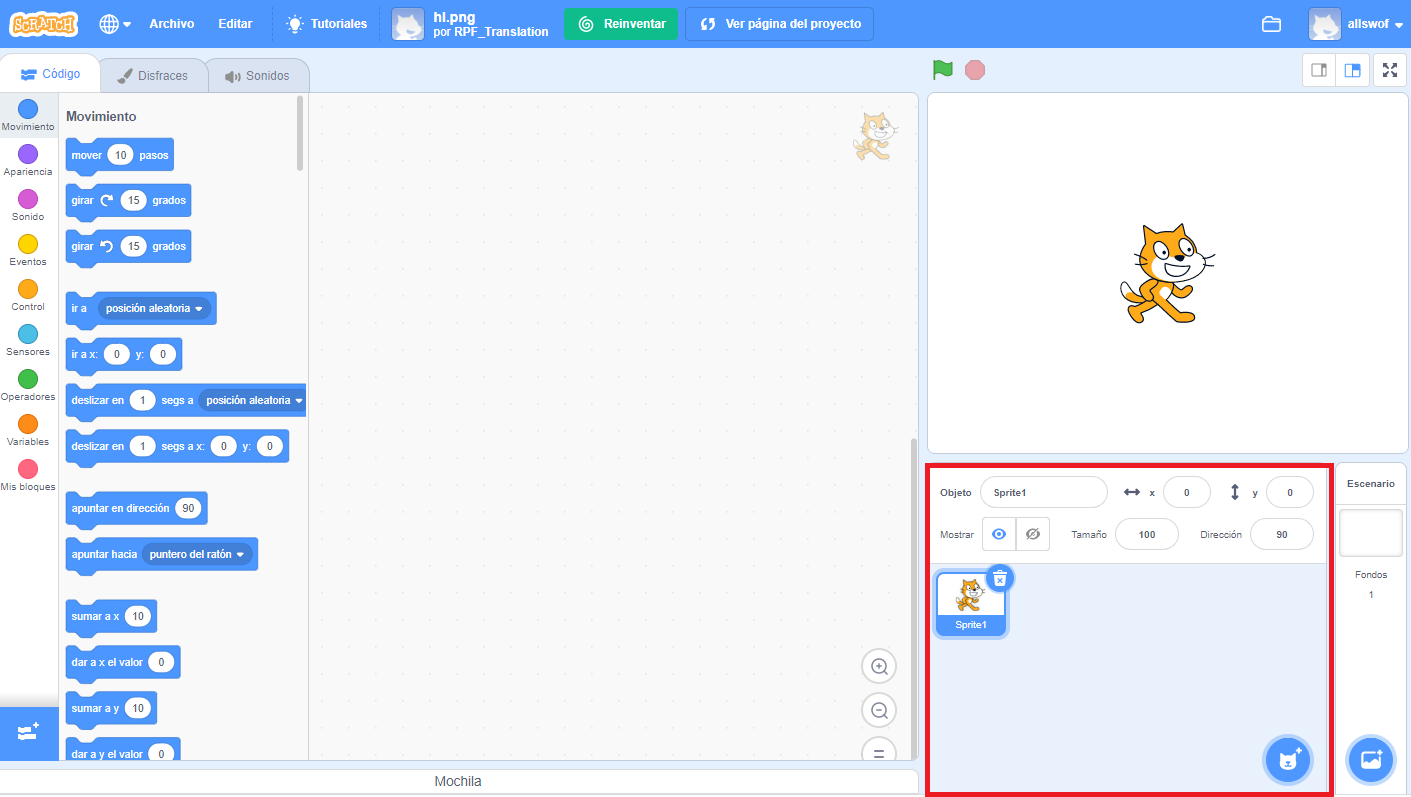 SCRATCH
Archivo
Editar
Tutoriales
hi.png
por RPF_Translation
Reinventar
Ver página del proyecto
allswof
Código
Disfraces
Sonidos
Movimiento
Apariencia
Sonido
Eventos
Control
Sensores
Operadores
Variables
Mis bloques
Movimiento
mover 10 pasos
girar 15 grados
girar 15 grados
ir a posición aleatoria
ir a x: 0 y: 0
deslizar en 1 segs a posición aleatoria
deslizar en 1 segs a x: 0 y: 0
apuntar en dirección 90
apuntar hacia puntero del ratón
sumar a x 10
dar a x el valor 0
sumar a y 10
dar a y el valor 0
Mochila
Objeto Sprite1 x 0 y 0
Mostrar Tamaño 100 Dirección 90
Sprite1
Escenario
Fondos
1